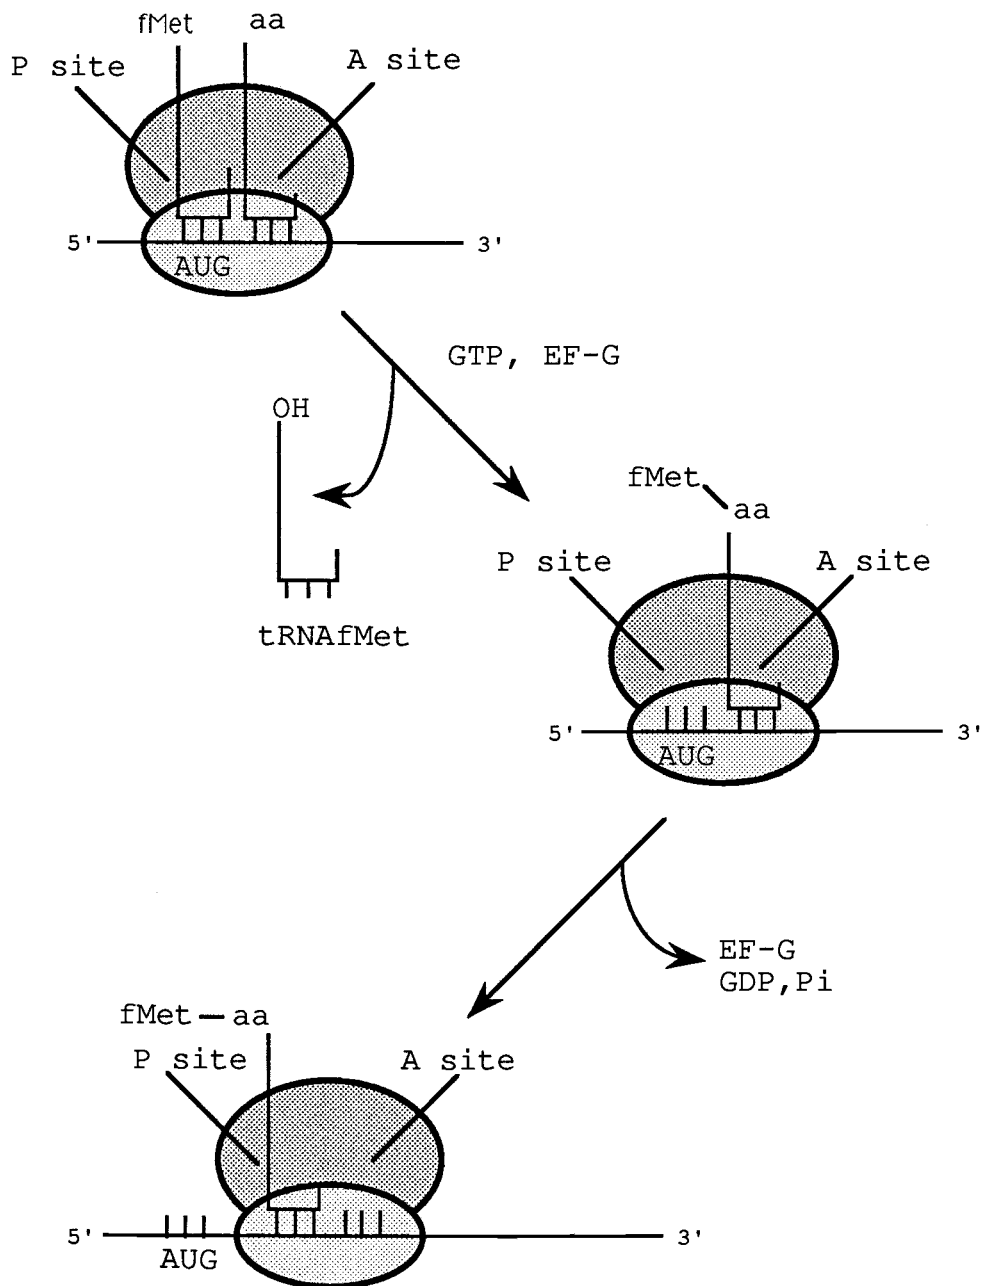 fMet
aa
P site
A site
5'
3'
AUG
GTP, EF-G
OH
tRNAfMet
fMet
aa
P site
A site
5'
3'
AUG
EF-G
GDP,Pi
fMet
aa
P site
A site
5'
3'
AUG